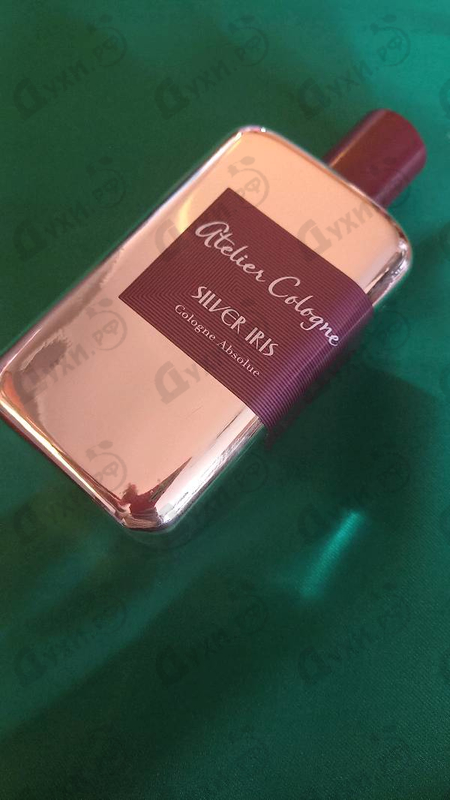 Atelier Cologne
SILVER IRIS
Cologne Absolue
Духи.РФ